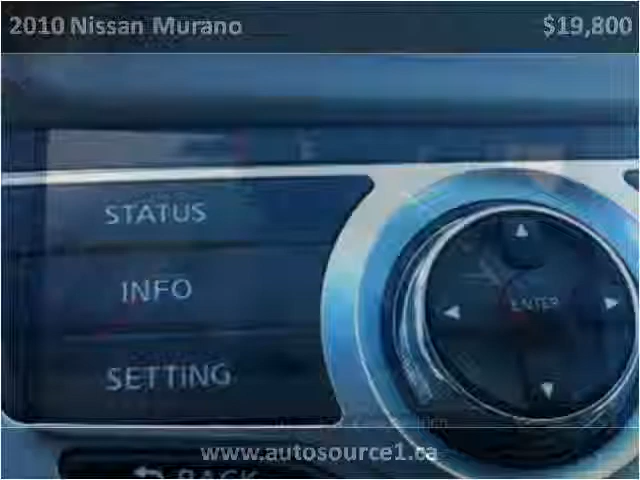 2010 Nissan Murano $19,800
STATUS
INFO
ENTER
SETTING
www.autosource1.ca
BACK